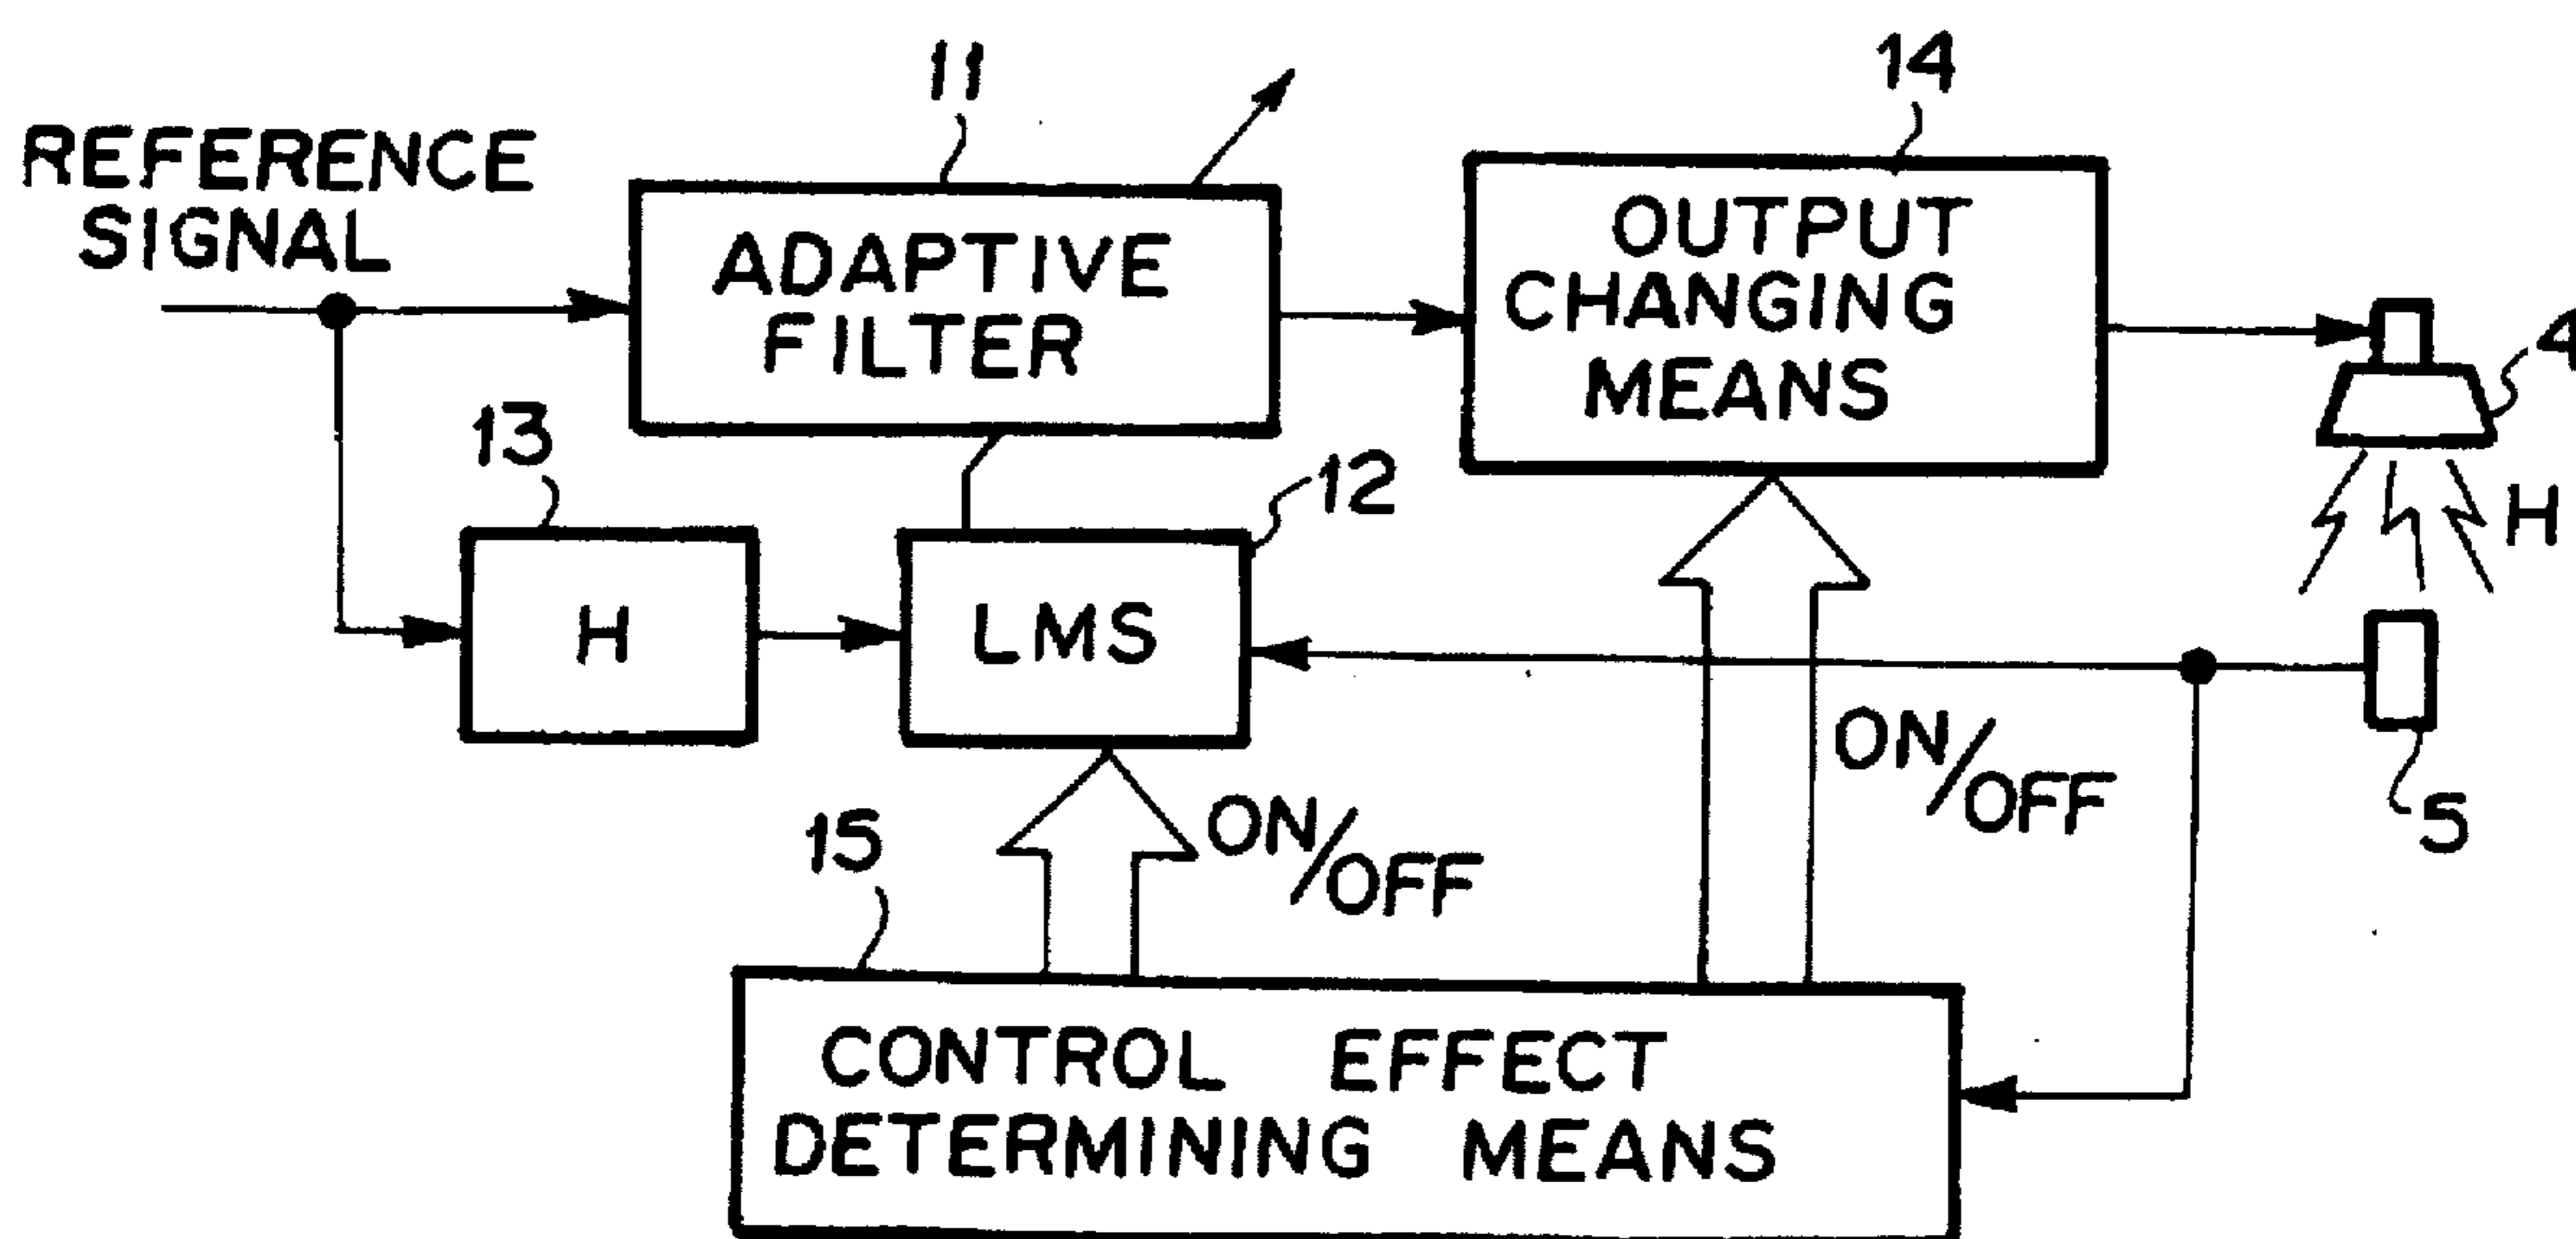 11
14
REFERENCE
SIGNAL
ADAPTIVE
FILTER
OUTPUT
CHANGING
MEANS
4
13
12
H
H
LMS
ON/OFF
5
15
ON/OFF
CONTROL EFFECT
DETERMINING MEANS